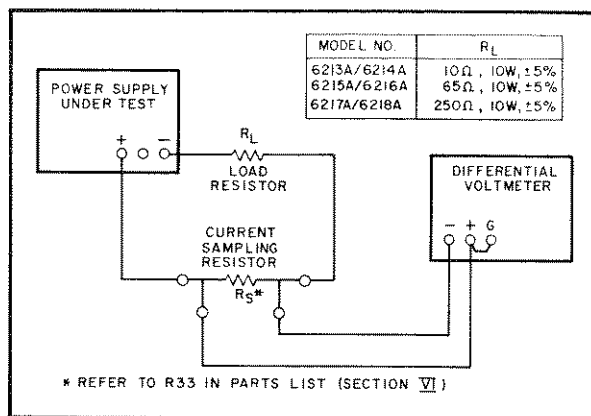 MODEL NO. RL
6213A/6214A 10Ω, 10W, ±5%
6215A/6216A 65Ω, 10W, ±5%
6217A/6218A 250Ω, 10W, ±5%
POWER SUPPLY
UNDER TEST
+ −
RL
LOAD
RESISTOR
DIFFERENTIAL
VOLTMETER
− + G
CURRENT
SAMPLING
RESISTOR
RS*
* REFER TO R33 IN PARTS LIST (SECTION VI)